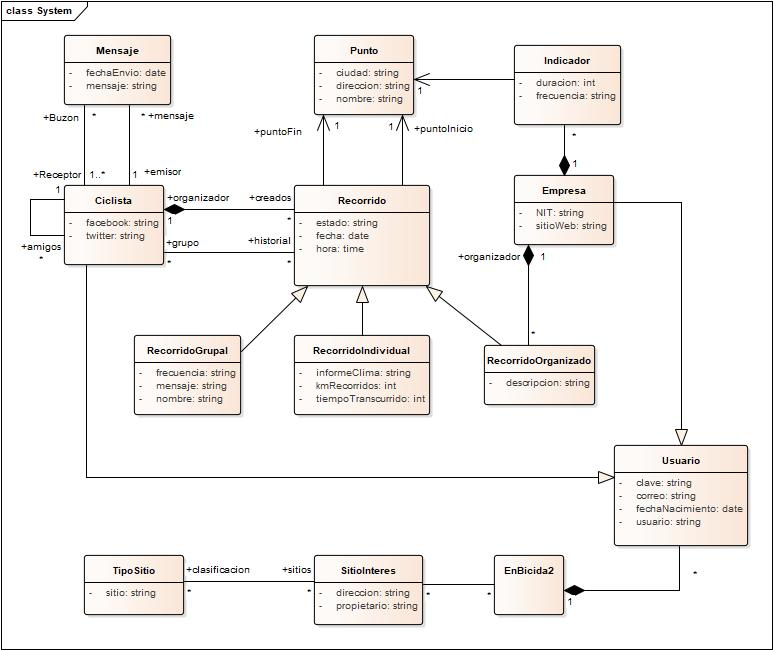 class System
Mensaje
- fechaEnvio: date
- mensaje: string
Punto
- ciudad: string
- direccion: string
- nombre: string
Indicador
- duracion: int
- frecuencia: string
1
+Buzon * * +mensaje
+puntoFin 1 1 +puntoInicio
* 
1
+Receptor 1..* 1 +emisor
1
Ciclista
- facebook: string
- twitter: string
+amigos
*
+organizador +creados
1 *
+grupo +historial
* *
Recorrido
- estado: string
- fecha: date
- hora: time
Empresa
- NIT: string
- sitioWeb: string
+organizador 1
*
RecorridoGrupal
- frecuencia: string
- mensaje: string
- nombre: string
RecorridoIndividual
- informeClima: string
- kmRecorridos: int
- tiempoTranscurrido: int
RecorridoOrganizado
- descripcion: string
Usuario
- clave: string
- correo: string
- fechaNacimiento: date
- usuario: string
*
1
TipoSitio
- sitio: string
+clasificacion +sitios
* *
SitioInteres
- direccion: string
- propietario: string
* *
EnBicida2